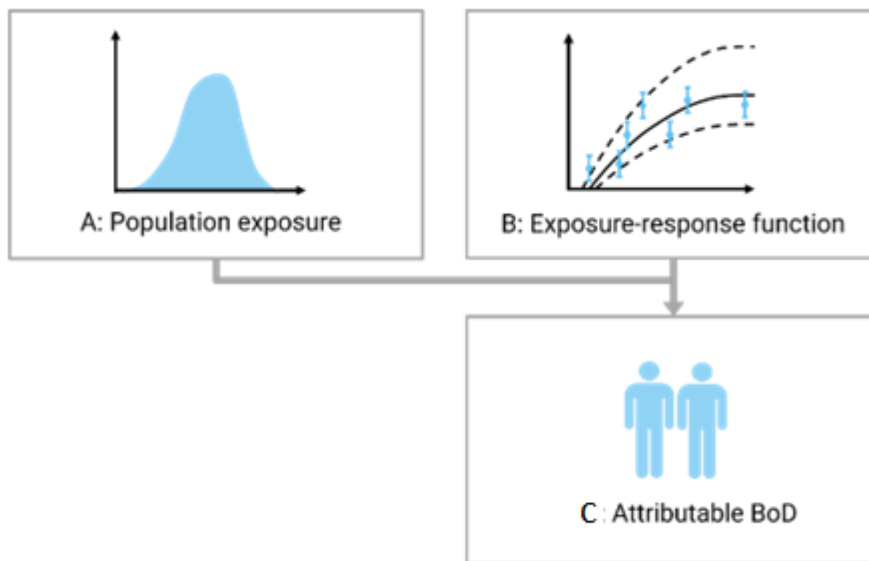 A: Population exposure
B: Exposure-response function
C: Attributable BoD